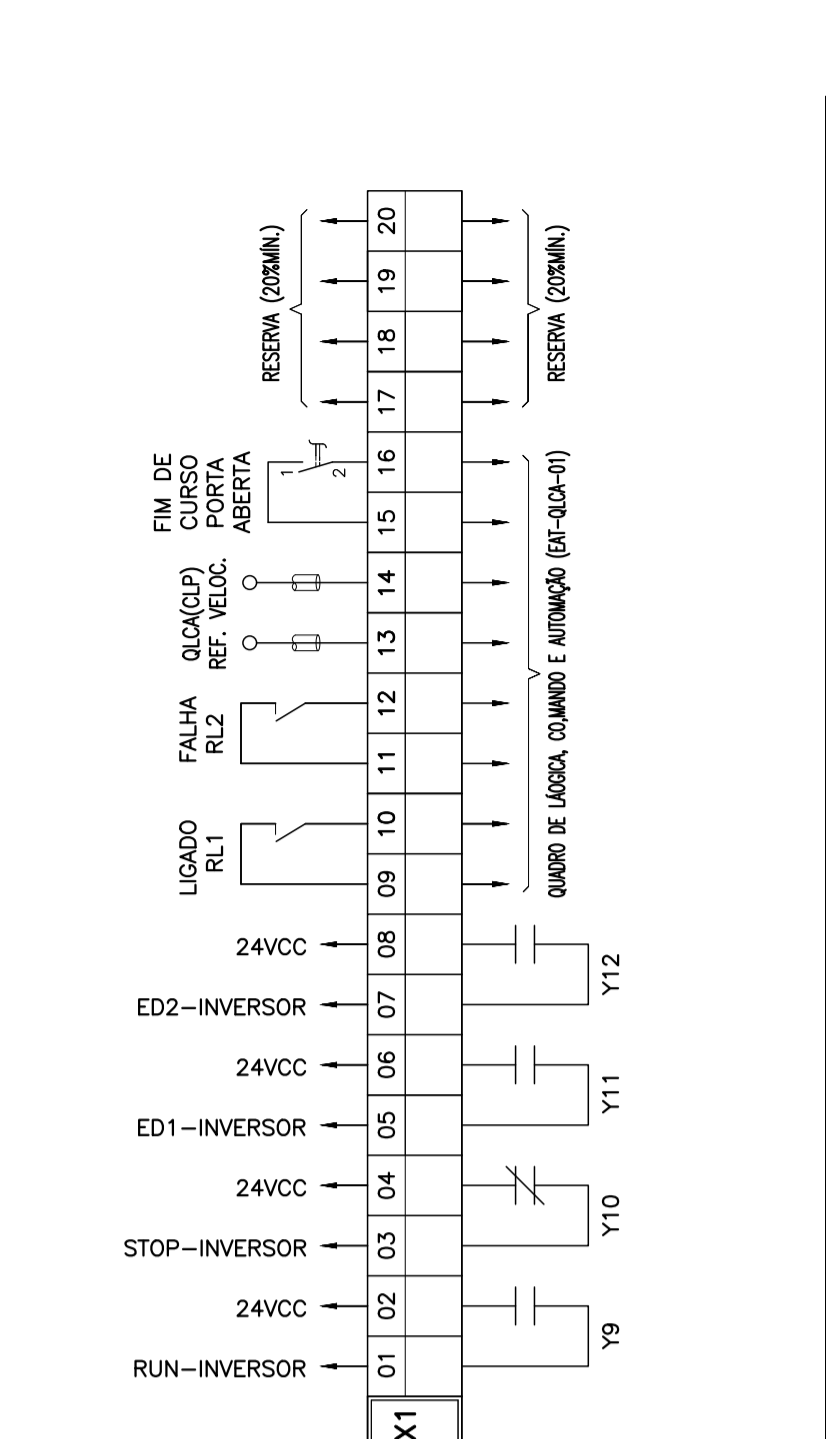 20
19
18
17
16
15
14
13
12
11
10
09
08
07
06
05
04
03
02
01
X1
RESERVA (20%MÍN.)
RESERVA (20%MÍN.)
FIM DE
CURSO
PORTA
ABERTA
1
2
QLCA(CLP)
REF. VELOC.
FALHA
RL2
LIGADO
RL1
QUADRO DE LÁOGICA, CO,MANDO E AUTOMAÇÃO (EAT-QLCA-01)
24VCC
ED2-INVERSOR
Y12
24VCC
ED1-INVERSOR
Y11
24VCC
STOP-INVERSOR
Y10
24VCC
RUN-INVERSOR
Y9